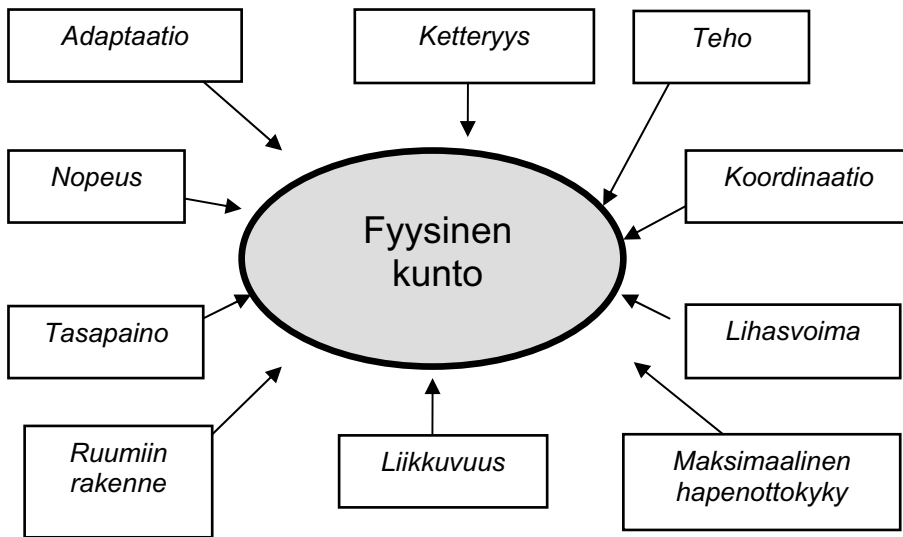 Adaptaatio
Ketteryys
Teho
Nopeus
Koordinaatio
Fyysinen
kunto
Tasapaino
Lihasvoima
Ruumiin
rakenne
Liikkuvuus
Maksimaalinen
hapenottokyky